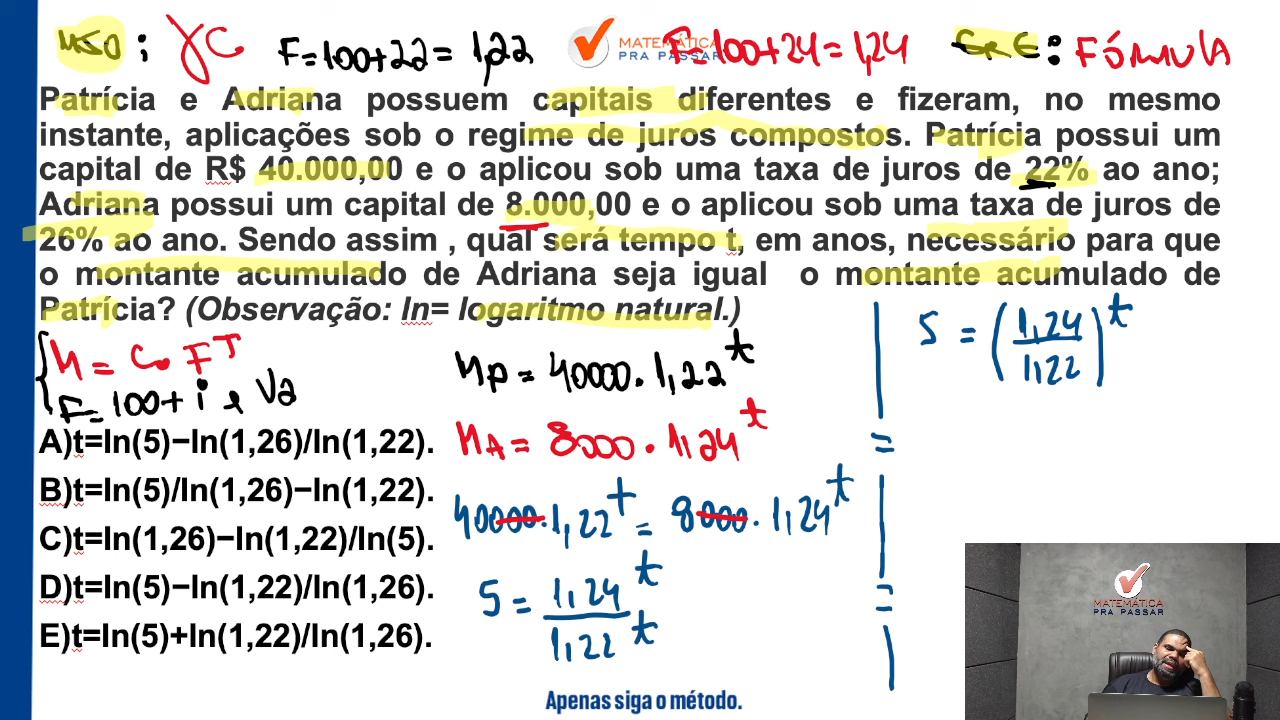 MSO : JC F=100+22=1,22 F=100+24=1,24 : FÓRMULA
MATEMÁTICA
PRA PASSAR
Patrícia e Adriana possuem capitais diferentes e fizeram, no mesmo
instante, aplicações sob o regime de juros compostos. Patrícia possui um
capital de R$ 40.000,00 e o aplicou sob uma taxa de juros de 22% ao ano;
Adriana possui um capital de 8.000,00 e o aplicou sob uma taxa de juros de
26% ao ano. Sendo assim , qual será tempo t, em anos, necessário para que
o montante acumulado de Adriana seja igual o montante acumulado de
Patrícia? (Observação: ln= logaritmo natural.)
M = C. F^T
F=100+i e V2
A)t=ln(5)−ln(1,26)/ln(1,22).
B)t=ln(5)/ln(1,26)−ln(1,22).
C)t=ln(1,26)−ln(1,22)/ln(5).
D)t=ln(5)−ln(1,22)/ln(1,26).
E)t=ln(5)+ln(1,22)/ln(1,26).
MP = 40000.1,22^t
MA = 8000.1,24^t
40000.1,22^t = 8000.1,24^t
5 = 1,24^t / 1,22^t
5 = (1,24/1,22)^t
=
=
MATEMÁTICA
PRA PASSAR
Apenas siga o método.